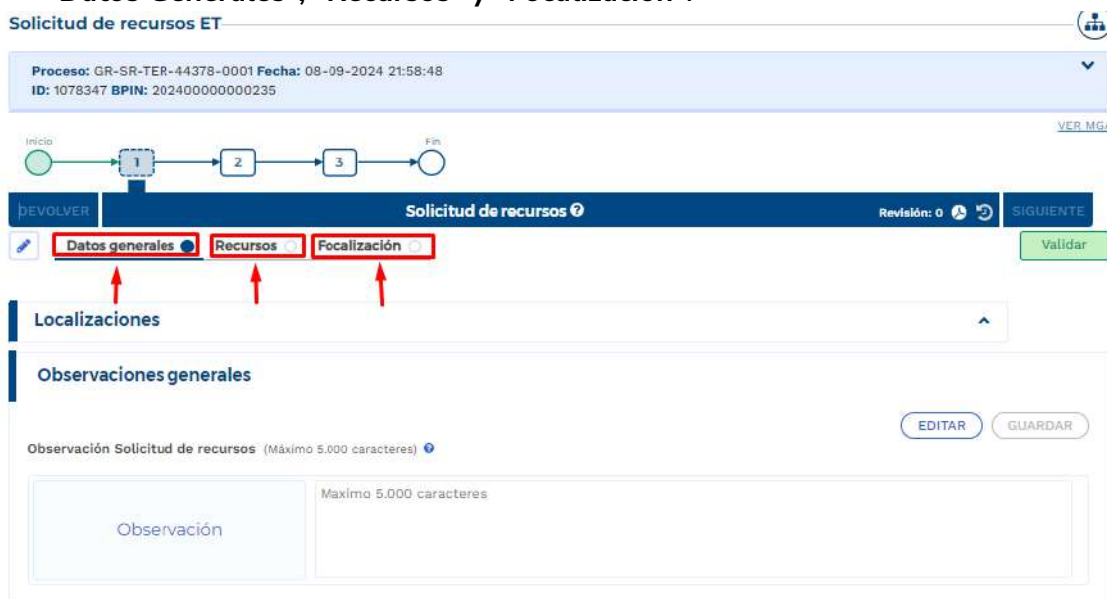 "Datos Generales", "Recursos" y "Focalización".
Solicitud de recursos ET
Proceso: GR-SR-TER-44378-0001 Fecha: 08-09-2024 21:58:48
ID: 1078347 BPIN: 202400000000235
VER MGA
Inicio
Fin
1 2 3
DEVOLVER Solicitud de recursos Revisión: 0 SIGUIENTE
Datos generales Recursos Focalización Validar
Localizaciones
Observaciones generales
EDITAR GUARDAR
Observación Solicitud de recursos (Máximo 5.000 caracteres)
Maximo 5.000 caracteres
Observación